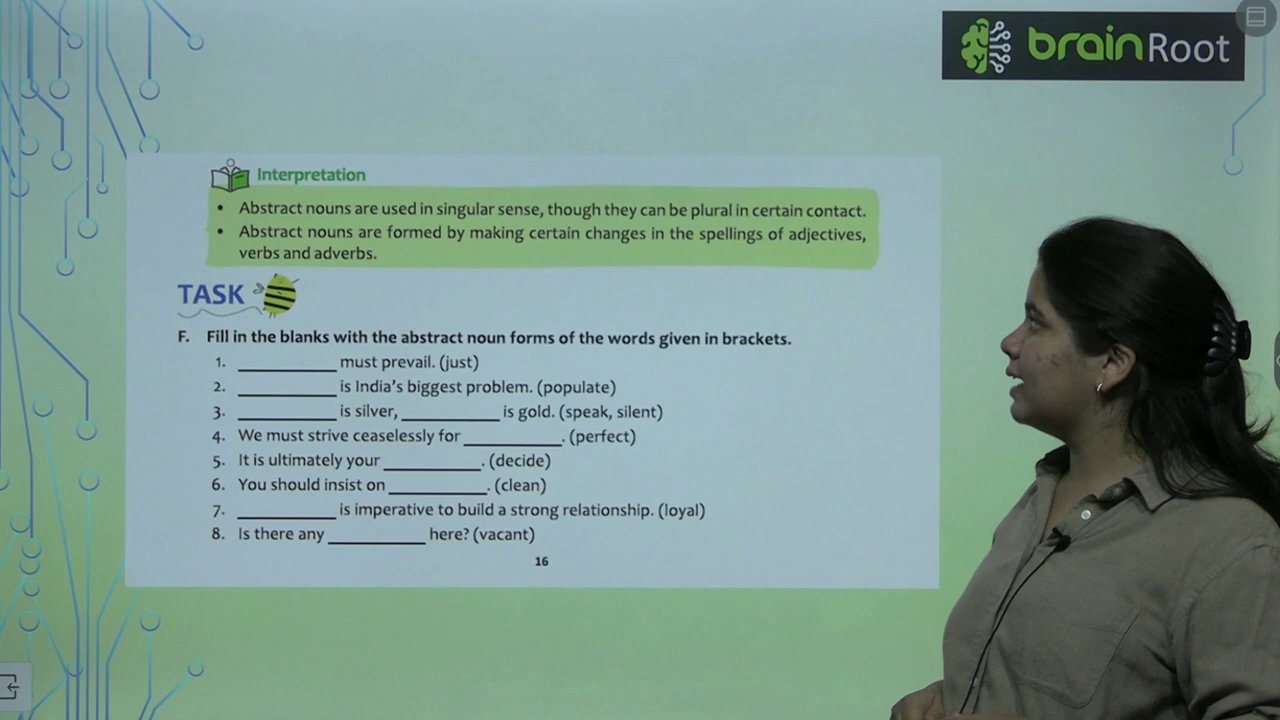 brainRoot
Interpretation
• Abstract nouns are used in singular sense, though they can be plural in certain contact.
• Abstract nouns are formed by making certain changes in the spellings of adjectives,
verbs and adverbs.
TASK
F. Fill in the blanks with the abstract noun forms of the words given in brackets.
1. __________ must prevail. (just)
2. __________ is India's biggest problem. (populate)
3. __________ is silver, __________ is gold. (speak, silent)
4. We must strive ceaselessly for __________. (perfect)
5. It is ultimately your __________. (decide)
6. You should insist on __________. (clean)
7. __________ is imperative to build a strong relationship. (loyal)
8. Is there any __________ here? (vacant)
16